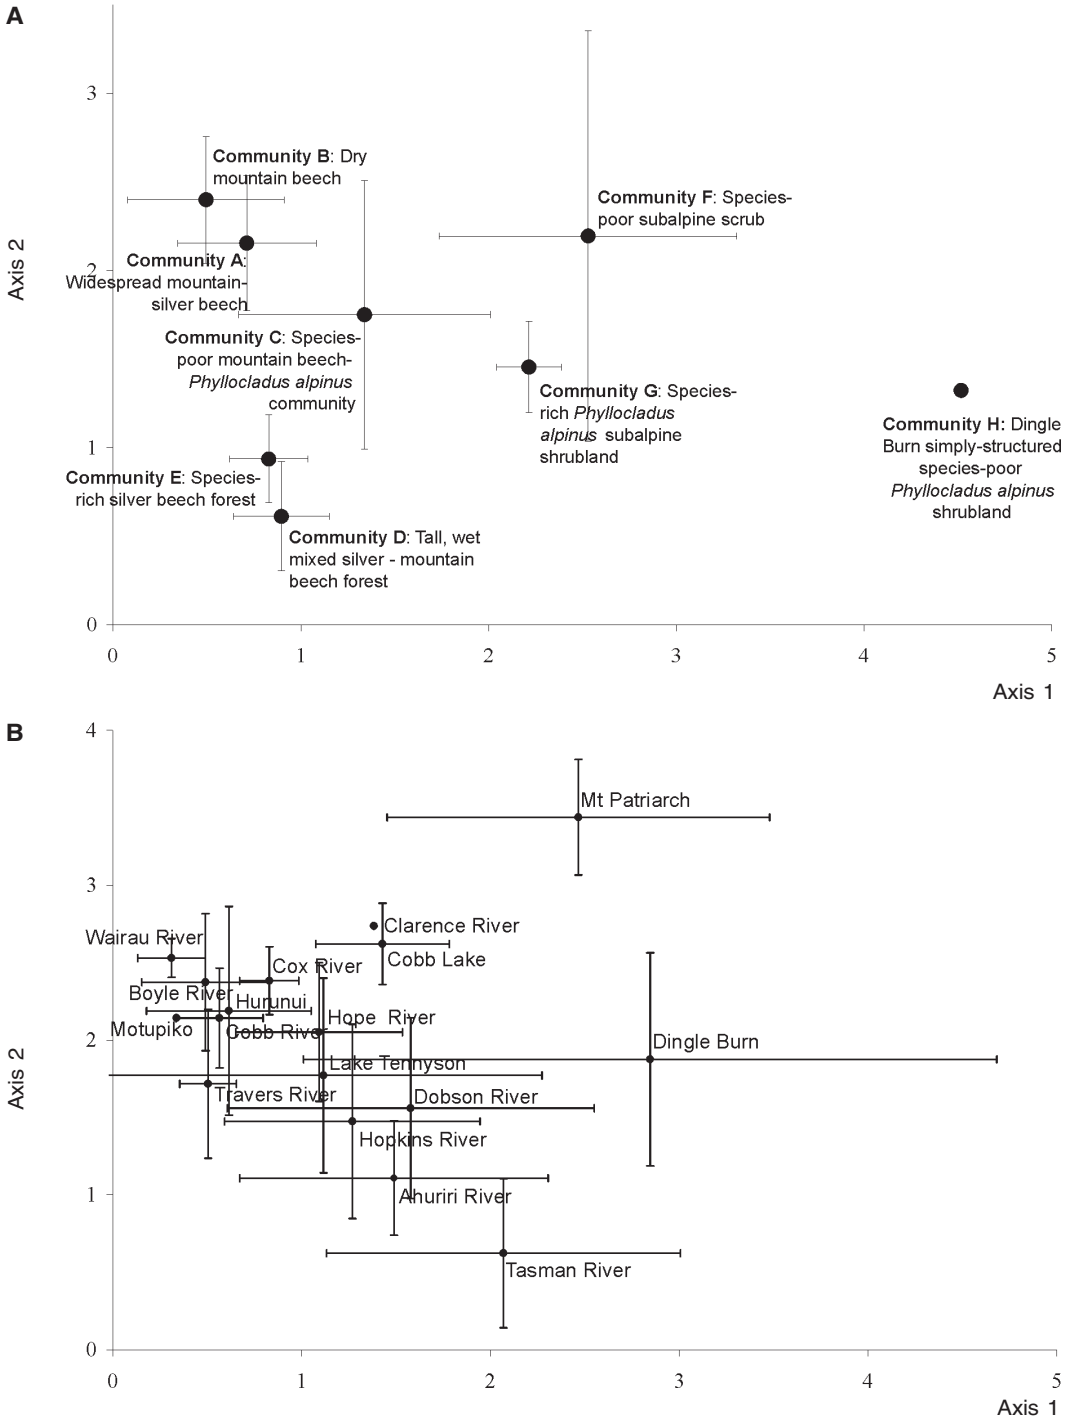 A
3
Community B: Dry
mountain beech
Community F: Species-
poor subalpine scrub
Axis 2
2
Community A:
Widespread mountain-
silver beech
Community C: Species-
poor mountain beech-
Phyllocladus alpinus
community
Community G: Species-
rich Phyllocladus
alpinus subalpine
shrubland
Community H: Dingle
Burn simply-structured
species-poor
Phyllocladus alpinus
shrubland
1
Community E: Species-
rich silver beech forest
Community D: Tall, wet
mixed silver - mountain
beech forest
0
0 1 2 3 4 5
Axis 1
B
4
Mt Patriarch
3
Clarence River
Wairau River
Cobb Lake
Cox River
Boyle River
Hurunui
Hope River
Motupiko
Cobb River
2
Dingle Burn
Lake Tennyson
Axis 2
Travers River
Dobson River
Hopkins River
1
Ahuriri River
Tasman River
0
0 1 2 3 4 5
Axis 1